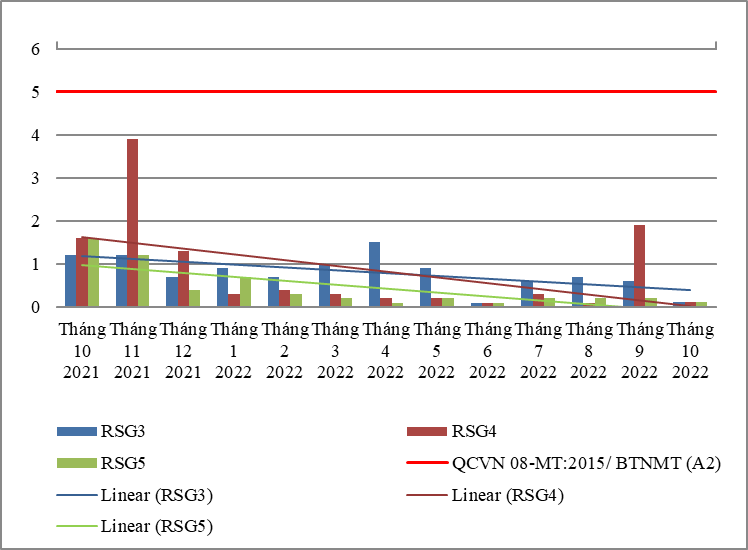 6
5
4
3
2
1
0
Tháng Tháng Tháng Tháng Tháng Tháng Tháng Tháng Tháng Tháng Tháng Tháng Tháng
10 11 12 1 2 3 4 5 6 7 8 9 10
2021 2021 2021 2022 2022 2022 2022 2022 2022 2022 2022 2022 2022
RSG3 RSG4
RSG5 QCVN 08-MT:2015/ BTNMT (A2)
Linear (RSG3) Linear (RSG4)
Linear (RSG5)